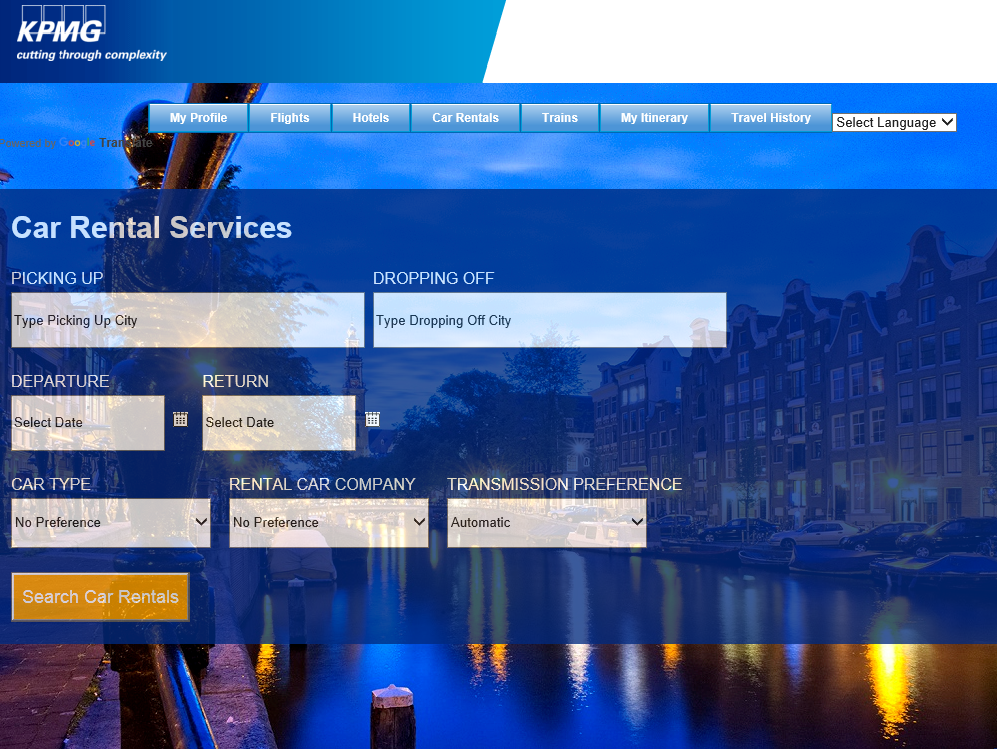 KPMG
cutting through complexity
My Profile Flights Hotels Car Rentals Trains My Itinerary Travel History Select Language
Powered by Google Translate
Car Rental Services
PICKING UP DROPPING OFF
Type Picking Up City Type Dropping Off City
DEPARTURE RETURN
Select Date Select Date
CAR TYPE RENTAL CAR COMPANY TRANSMISSION PREFERENCE
No Preference No Preference Automatic
Search Car Rentals